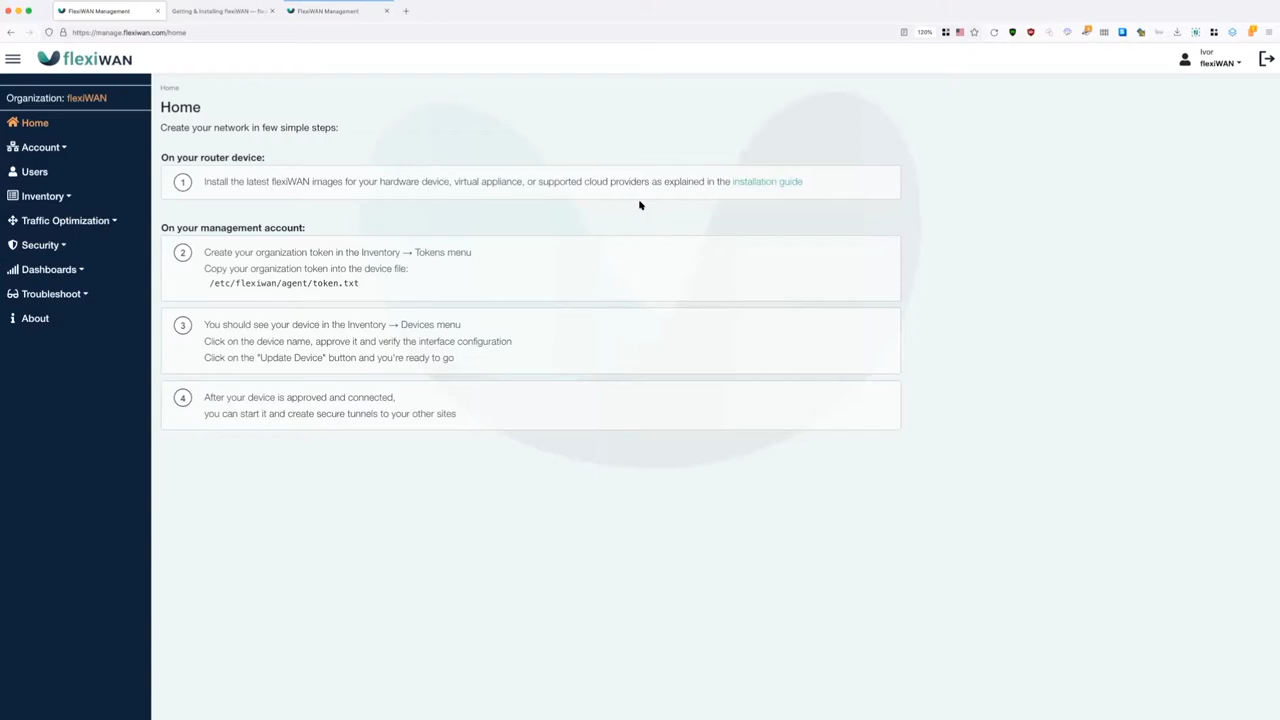 FlexiWAN Management
Getting & Installing flexiWAN — fle
FlexiWAN Management
https://manage.flexiwan.com/home
120%
flexiWAN
Ivor
flexiWAN
Organization: flexiWAN
Home
Account
Users
Inventory
Traffic Optimization
Security
Dashboards
Troubleshoot
About
Home
Home
Create your network in few simple steps:
On your router device:
1
Install the latest flexiWAN images for your hardware device, virtual appliance, or supported cloud providers as explained in the installation guide
On your management account:
2
Create your organization token in the Inventory → Tokens menu
Copy your organization token into the device file:
/etc/flexiwan/agent/token.txt
3
You should see your device in the Inventory → Devices menu
Click on the device name, approve it and verify the interface configuration
Click on the "Update Device" button and you're ready to go
4
After your device is approved and connected,
you can start it and create secure tunnels to your other sites